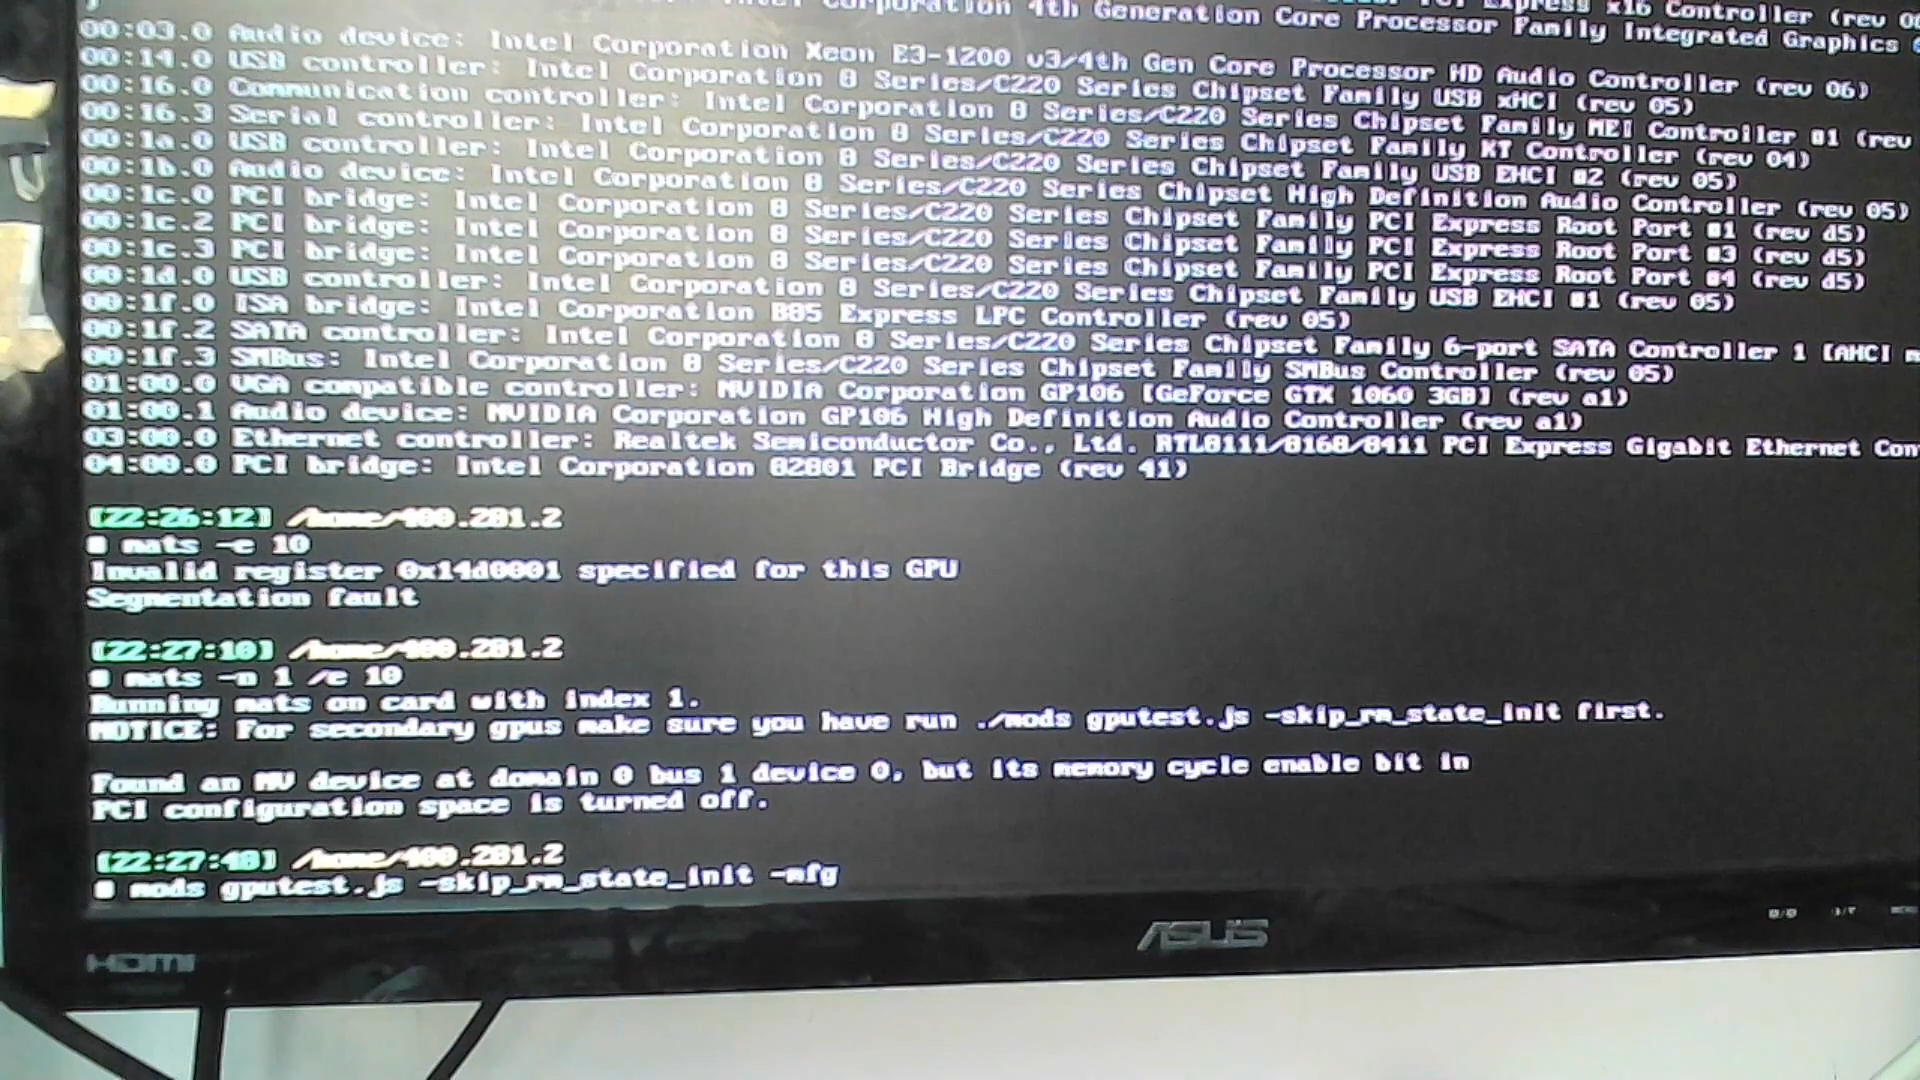 Intel Corporation 4th Generation Core Processor Family Integrated Graphics
Express x16 Controller (rev
00:03.0 Audio device: Intel Corporation Xeon E3-1200 v3/4th Gen Core Processor HD Audio Controller (rev 06)
00:14.0 USB controller: Intel Corporation 8 Series/C220 Series Chipset Family USB xHCI (rev 05)
00:16.0 Communication controller: Intel Corporation 8 Series/C220 Series Chipset Family MEI Controller #1 (rev
00:16.3 Serial controller: Intel Corporation 8 Series/C220 Series Chipset Family KT Controller (rev 04)
00:1a.0 USB controller: Intel Corporation 8 Series/C220 Series Chipset Family USB EHCI #2 (rev 05)
00:1b.0 Audio device: Intel Corporation 8 Series/C220 Series Chipset High Definition Audio Controller (rev 05)
00:1c.0 PCI bridge: Intel Corporation 8 Series/C220 Series Chipset Family PCI Express Root Port #1 (rev d5)
00:1c.2 PCI bridge: Intel Corporation 8 Series/C220 Series Chipset Family PCI Express Root Port #3 (rev d5)
00:1c.3 PCI bridge: Intel Corporation 8 Series/C220 Series Chipset Family PCI Express Root Port #4 (rev d5)
00:1d.0 USB controller: Intel Corporation 8 Series/C220 Series Chipset Family USB EHCI #1 (rev 05)
00:1f.0 ISA bridge: Intel Corporation B85 Express LPC Controller (rev 05)
00:1f.2 SATA controller: Intel Corporation 8 Series/C220 Series Chipset Family 6-port SATA Controller 1 [AHCI m
00:1f.3 SMBus: Intel Corporation 8 Series/C220 Series Chipset Family SMBus Controller (rev 05)
01:00.0 VGA compatible controller: NVIDIA Corporation GP106 [GeForce GTX 1060 3GB] (rev a1)
01:00.1 Audio device: NVIDIA Corporation GP106 High Definition Audio Controller (rev a1)
03:00.0 Ethernet controller: Realtek Semiconductor Co., Ltd. RTL8111/8168/8411 PCI Express Gigabit Ethernet Con
04:00.0 PCI bridge: Intel Corporation 82801 PCI Bridge (rev 41)
[22:26:12] /home/400.281.2
# mats -e 10
Invalid register 0x14d0001 specified for this GPU
Segmentation fault
[22:27:10] /home/400.281.2
# mats -n 1 /e 10
Running mats on card with index 1.
NOTICE: For secondary gpus make sure you have run ./mods gputest.js -skip_rm_state_init first.
Found an NV device at domain 0 bus 1 device 0, but its memory cycle enable bit in
PCI configuration space is turned off.
[22:27:48] /home/400.281.2
# mods gputest.js -skip_rm_state_init -mfg
ASUS
HDMI